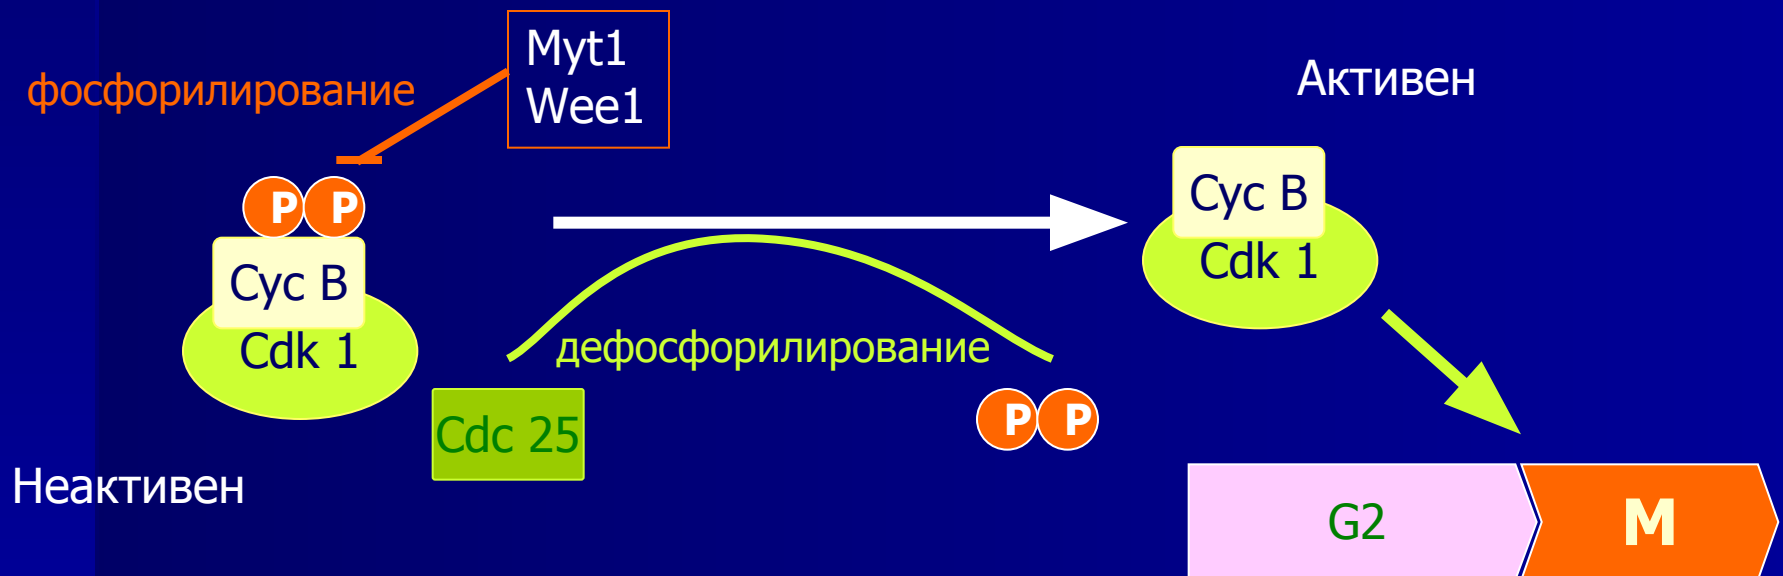 Myt1
Wee1
фосфорилирование
Активен
P P
Cyc B
Cdk 1
Cyc B
Cdk 1
дефосфорилирование
Cdc 25
P P
Неактивен
G2
M